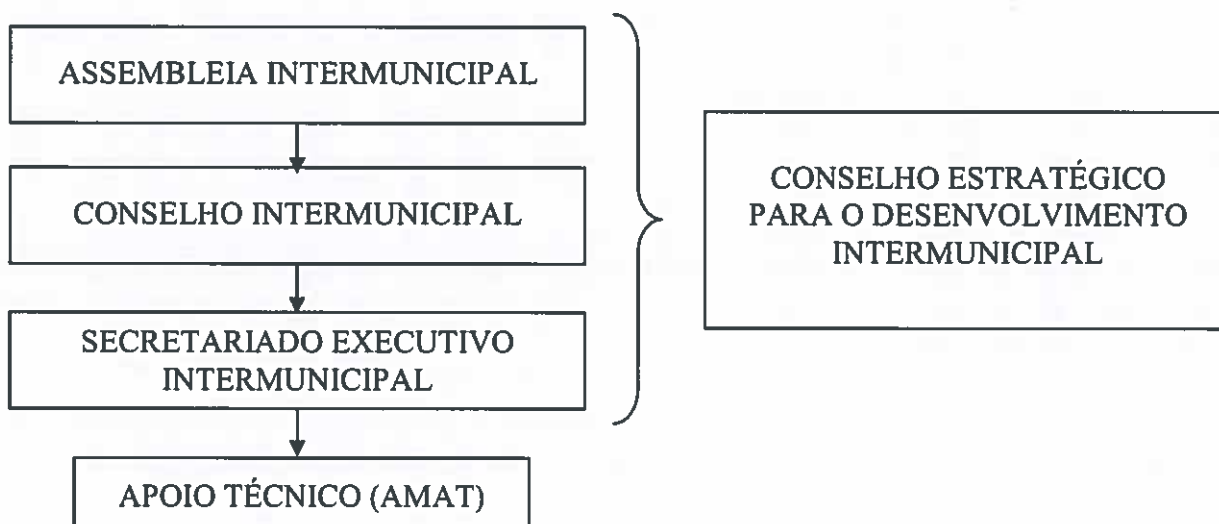 ASSEMBLEIA INTERMUNICIPAL
CONSELHO INTERMUNICIPAL
SECRETARIADO EXECUTIVO
INTERMUNICIPAL
APOIO TÉCNICO (AMAT)
CONSELHO ESTRATÉGICO
PARA O DESENVOLVIMENTO
INTERMUNICIPAL